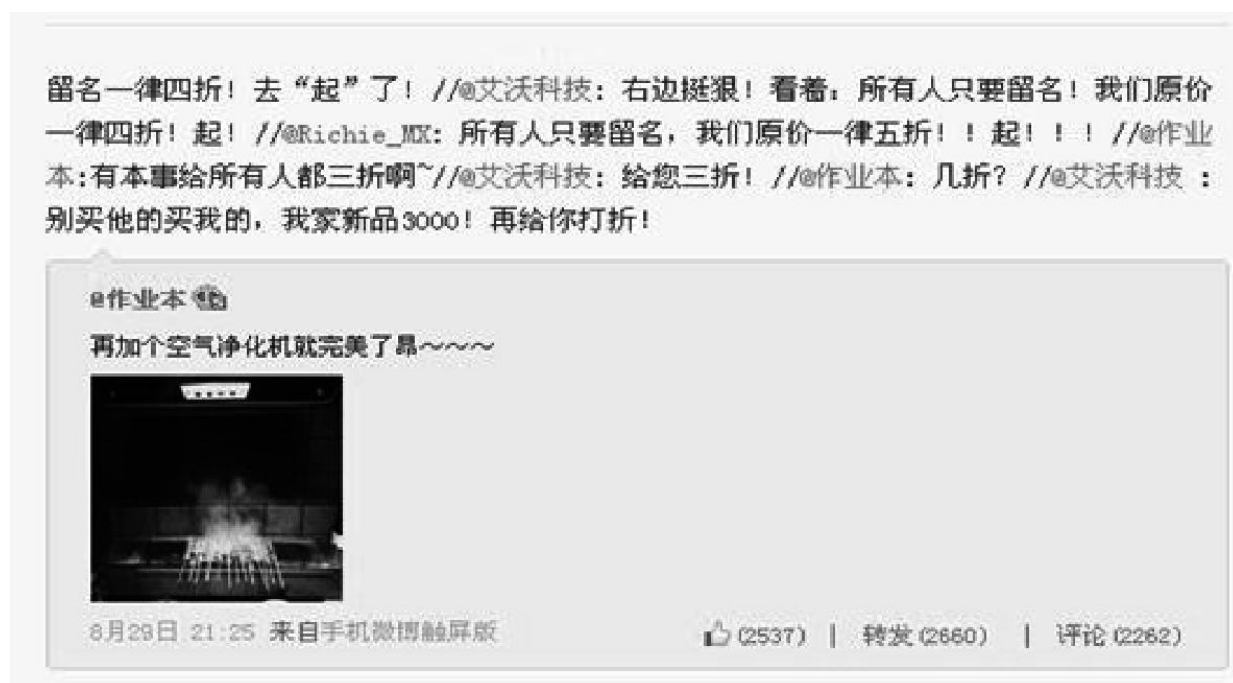 留名一律四折！去“起”了！//@艾沃科技：右边挺狠！看着：所有人只要留名！我们原价
一律四折！起！//@Richie_MX：所有人只要留名，我们原价一律五折！！起！！！//@作业
本:有本事给所有人都三折啊~//@艾沃科技：给您三折！//@作业本：几折？//@艾沃科技：
别买他的买我的，我家新品3000！再给你打折！
@作业本
再加个空气净化机就完美了昂～～～
8月29日 21:25 来自手机微博触屏版 (2537) | 转发(2660) | 评论(2262)